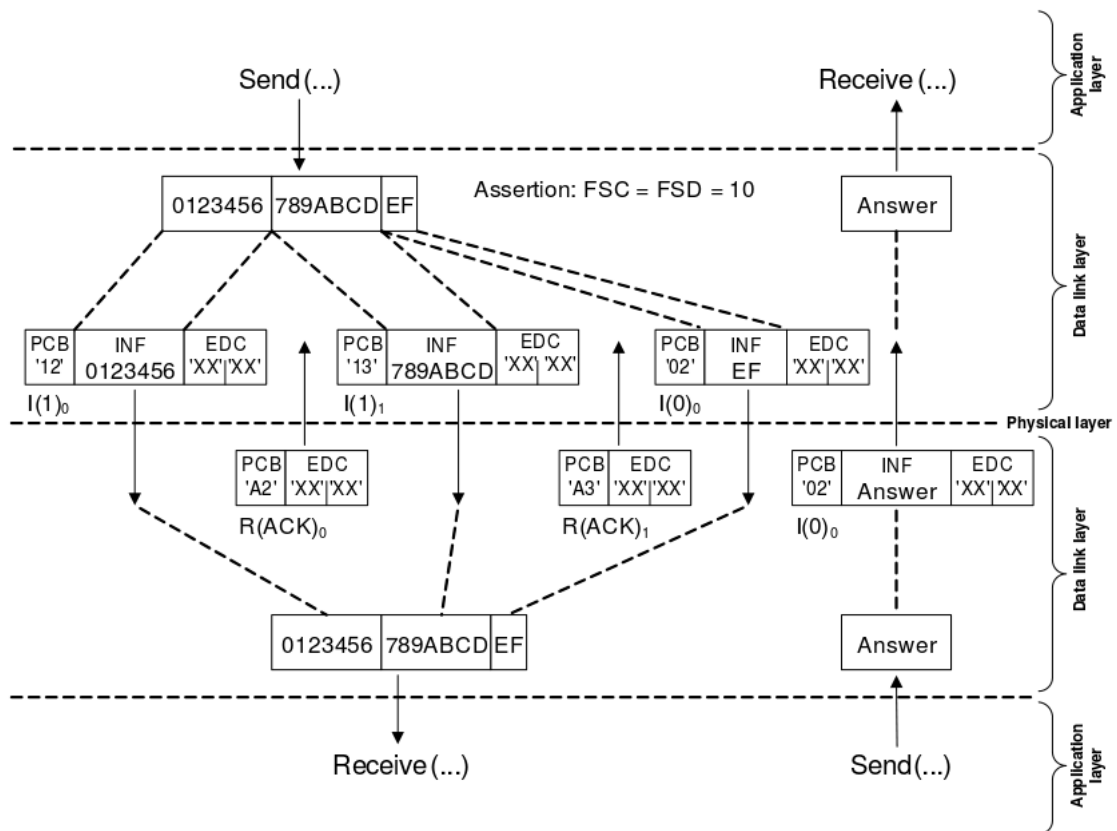 Send (...)
Receive (...)
Application layer
0123456 789ABCD EF
Assertion: FSC = FSD = 10
Answer
Data link layer
PCB INF EDC
'12' 0123456 'XX' 'XX'
I(1)₀
PCB INF EDC
'13' 789ABCD 'XX' 'XX'
I(1)₁
PCB INF EDC
'02' EF 'XX' 'XX'
I(0)₀
Physical layer
PCB EDC
'A2' 'XX' 'XX'
R(ACK)₀
PCB EDC
'A3' 'XX' 'XX'
R(ACK)₁
PCB INF EDC
'02' Answer 'XX' 'XX'
I(0)₀
Data link layer
0123456 789ABCD EF
Answer
Receive (...)
Send (...)
Application layer